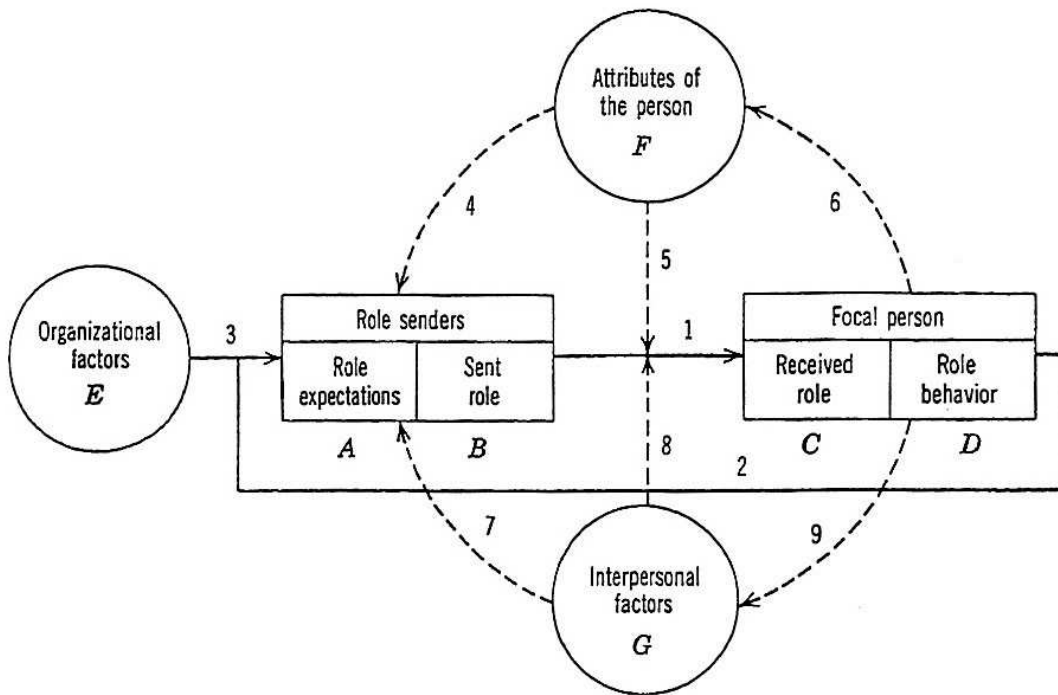 Attributes of
the person
F
4
6
5
Organizational
factors
E
3
Role senders
Role
expectations
Sent
role
A
B
1
Focal person
Received
role
Role
behavior
C
D
8
2
7
9
Interpersonal
factors
G